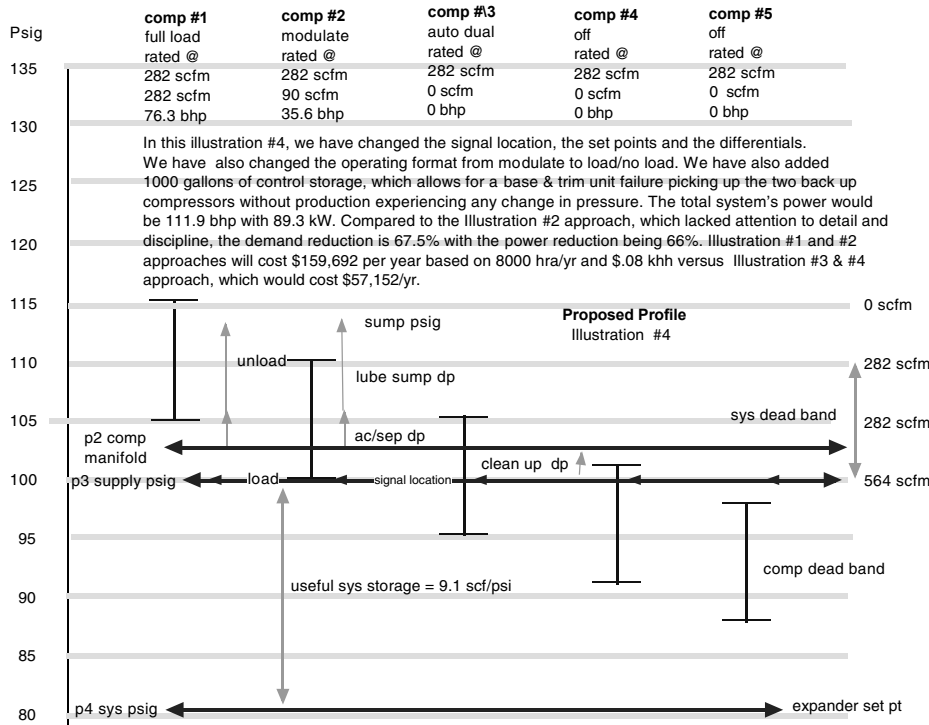 Psig
comp #1
full load
rated @
282 scfm
282 scfm
76.3 bhp
comp #2
modulate
rated @
282 scfm
90 scfm
35.6 bhp
comp #\3
auto dual
rated @
282 scfm
0 scfm
0 bhp
comp #4
off
rated @
282 scfm
0 scfm
0 bhp
comp #5
off
rated @
282 scfm
0 scfm
0 bhp
135
130
125
120
115
110
105
100
95
90
85
80
In this illustration #4, we have changed the signal location, the set points and the differentials.
We have also changed the operating format from modulate to load/no load. We have also added
1000 gallons of control storage, which allows for a base & trim unit failure picking up the two back up
compressors without production experiencing any change in pressure. The total system's power would
be 111.9 bhp with 89.3 kW. Compared to the Illustration #2 approach, which lacked attention to detail and
discipline, the demand reduction is 67.5% with the power reduction being 66%. Illustration #1 and #2
approaches will cost $159,692 per year based on 8000 hra/yr and $.08 khh versus Illustration #3 & #4
approach, which would cost $57,152/yr.
Proposed Profile
Illustration #4
0 scfm
282 scfm
282 scfm
564 scfm
sump psig
unload
lube sump dp
sys dead band
ac/sep dp
p2 comp
manifold
clean up dp
p3 supply psig
load
signal location
comp dead band
useful sys storage = 9.1 scf/psi
p4 sys psig
expander set pt